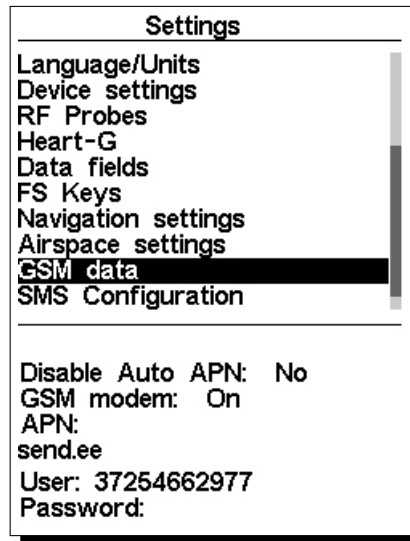 Settings
Language/Units
Device settings
RF Probes
Heart-G
Data fields
FS Keys
Navigation settings
Airspace settings
GSM data
SMS Configuration
Disable Auto APN: No
GSM modem: On
APN:
send.ee
User: 37254662977
Password: